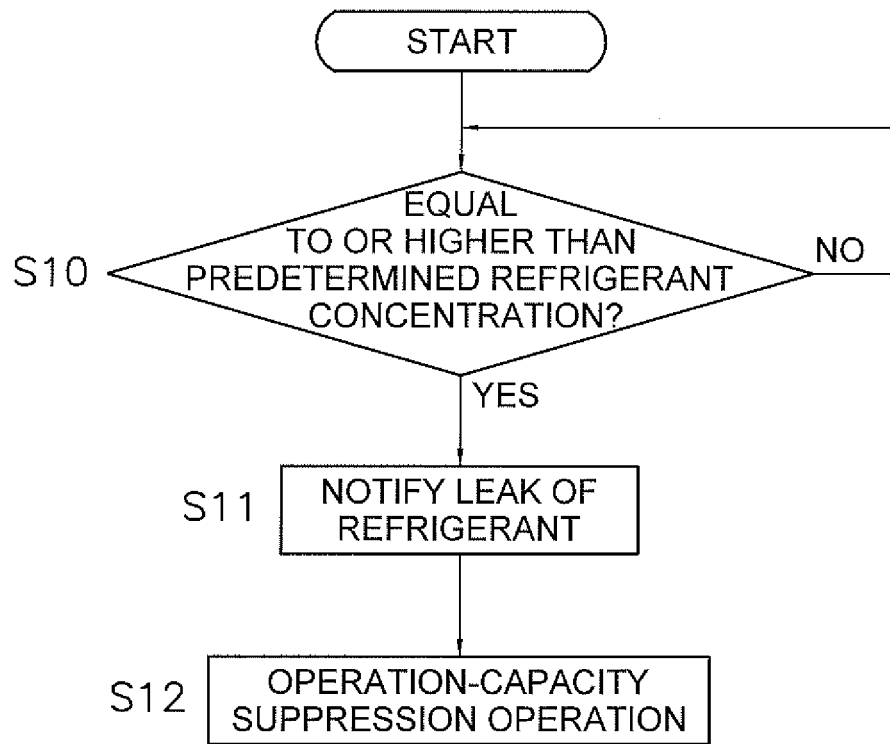 START
EQUAL
TO OR HIGHER THAN
PREDETERMINED REFRIGERANT
CONCENTRATION?
S10
NO
YES
S11
NOTIFY LEAK OF
REFRIGERANT
S12
OPERATION-CAPACITY
SUPPRESSION OPERATION